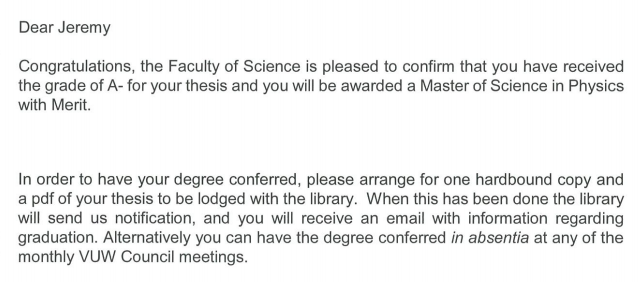 Dear Jeremy
Congratulations, the Faculty of Science is pleased to confirm that you have received
the grade of A- for your thesis and you will be awarded a Master of Science in Physics
with Merit.
In order to have your degree conferred, please arrange for one hardbound copy and
a pdf of your thesis to be lodged with the library.  When this has been done the library
will send us notification, and you will receive an email with information regarding
graduation. Alternatively you can have the degree conferred in absentia at any of the
monthly VUW Council meetings.